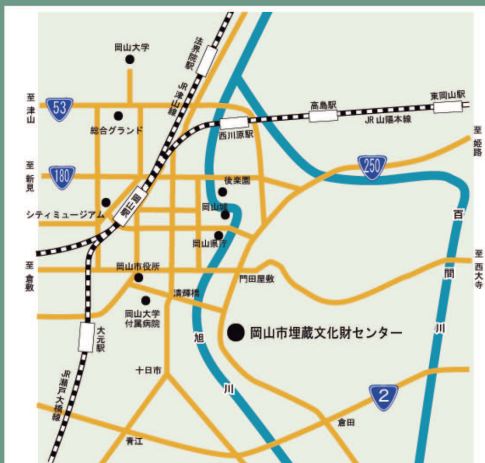 岡山大学
法界院駅
JR津山線
至津山
53
総合グランド
高島駅
東岡山駅
JR山陽本線
西川原駅
至姫路
至新見
180
250
後楽園
岡山城
シティミュージアム
岡山駅
百間川
岡山県庁
至倉敷
岡山市役所
門田屋敷
至西大寺
清輝橋
岡山大学
付属病院
大元駅
旭川
岡山市埋蔵文化財センター
十日市
JR瀬戸大橋線
2
倉田
青江